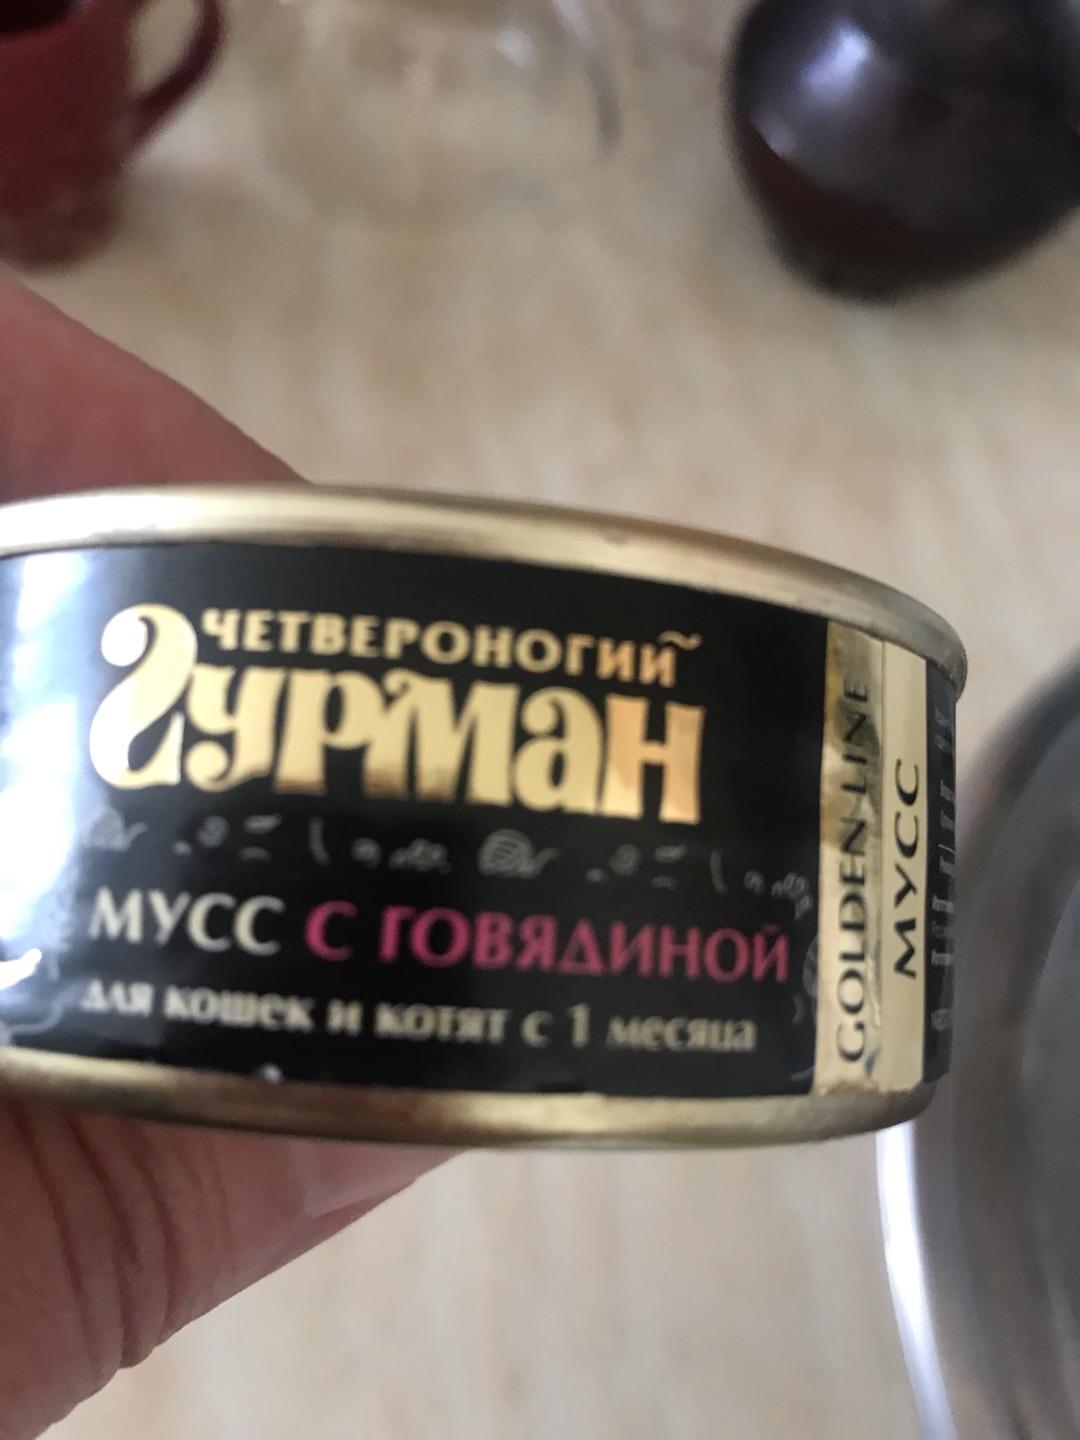 ЧЕТВЕРОНОГИЙ
Гурман
МУСС С ГОВЯДИНОЙ
для кошек и котят с 1 месяца
GOLDEN LINE
МУСС